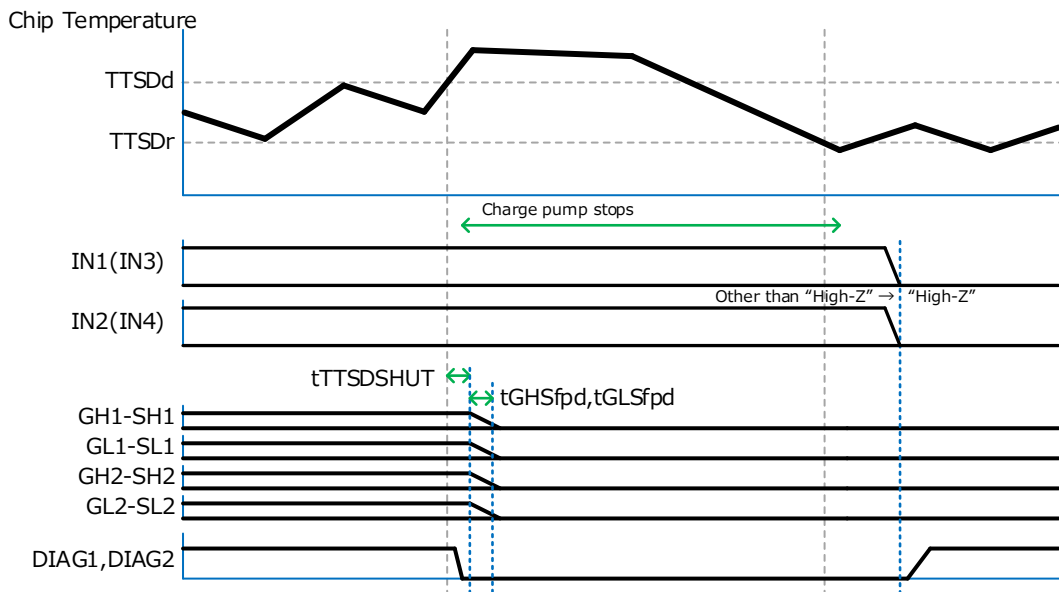 Chip Temperature
TTSDd
TTSDr
Charge pump stops
IN1(IN3)
Other than “High-Z” → “High-Z”
IN2(IN4)
tTTSDSHUT
tGHSfpd,tGLSfpd
GH1-SH1
GL1-SL1
GH2-SH2
GL2-SL2
DIAG1,DIAG2